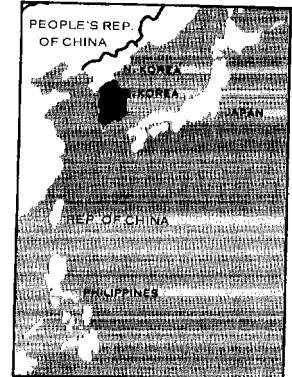 PEOPLE'S REP.
OF CHINA
N. KOREA
S. KOREA
JAPAN
REP. OF CHINA
PHILIPPINES